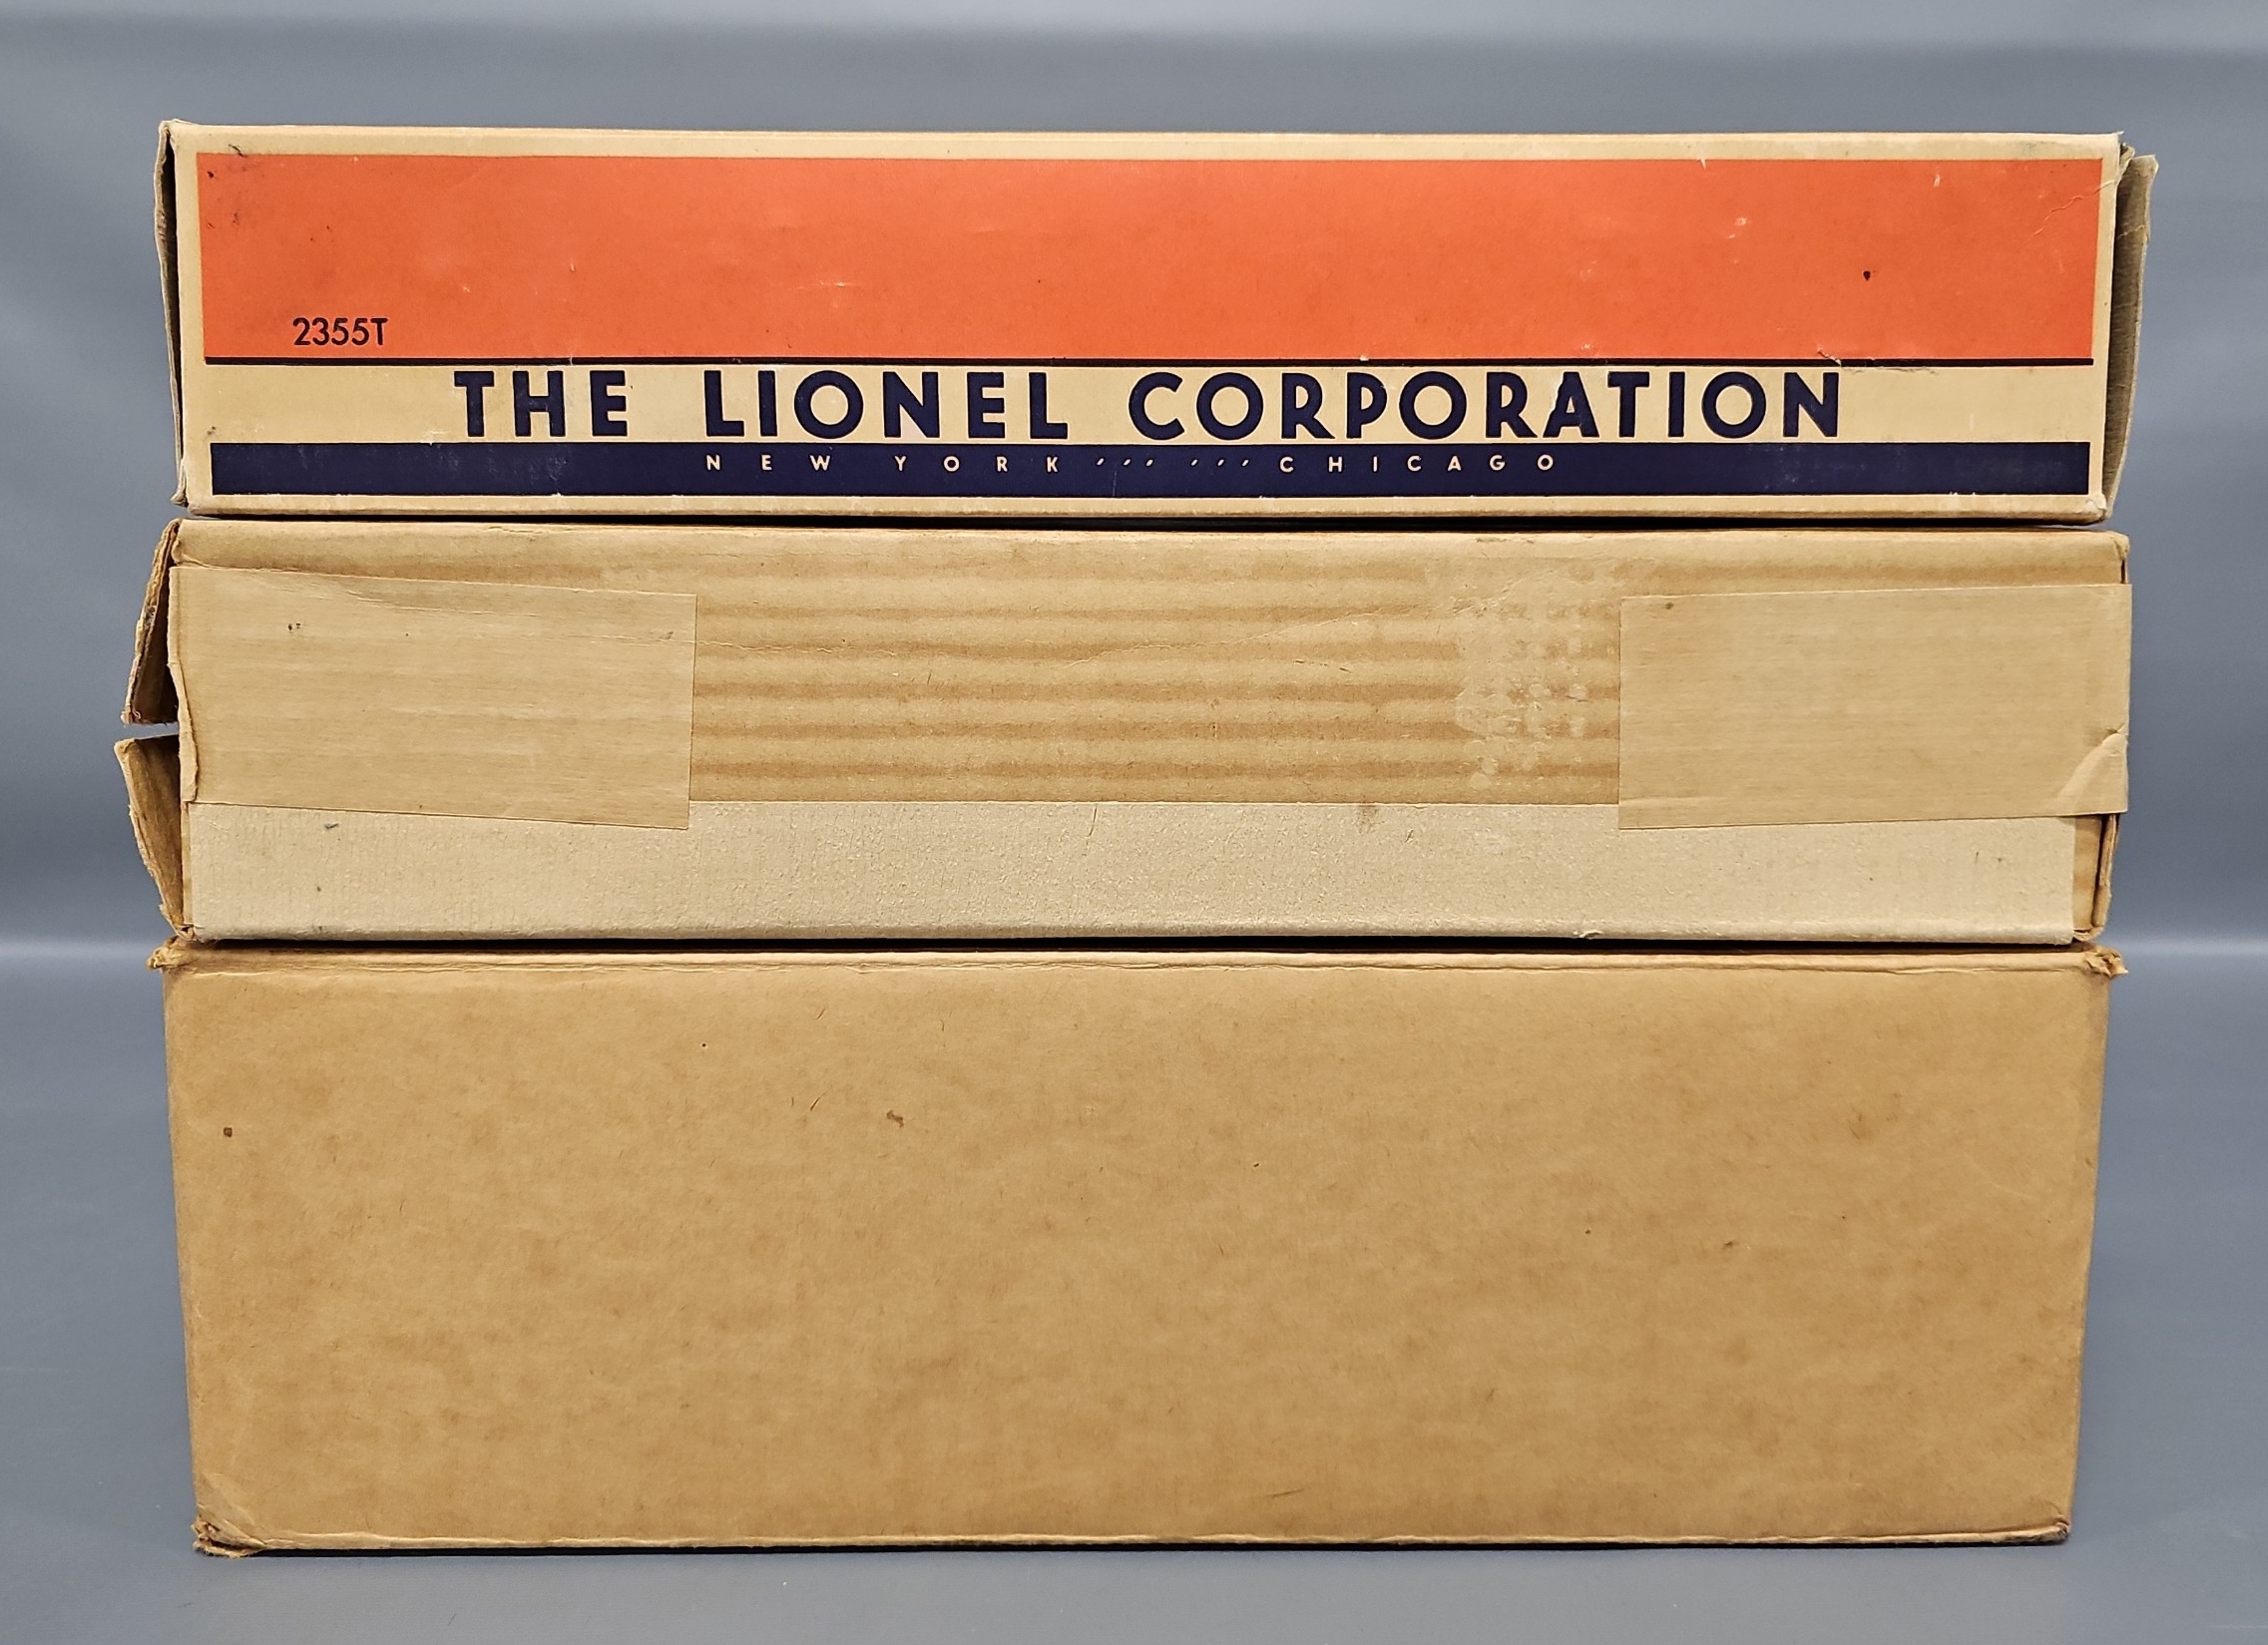 2355T
THE LIONEL CORPORATION
NEW YORK ′′′ ′′′ CHICAGO